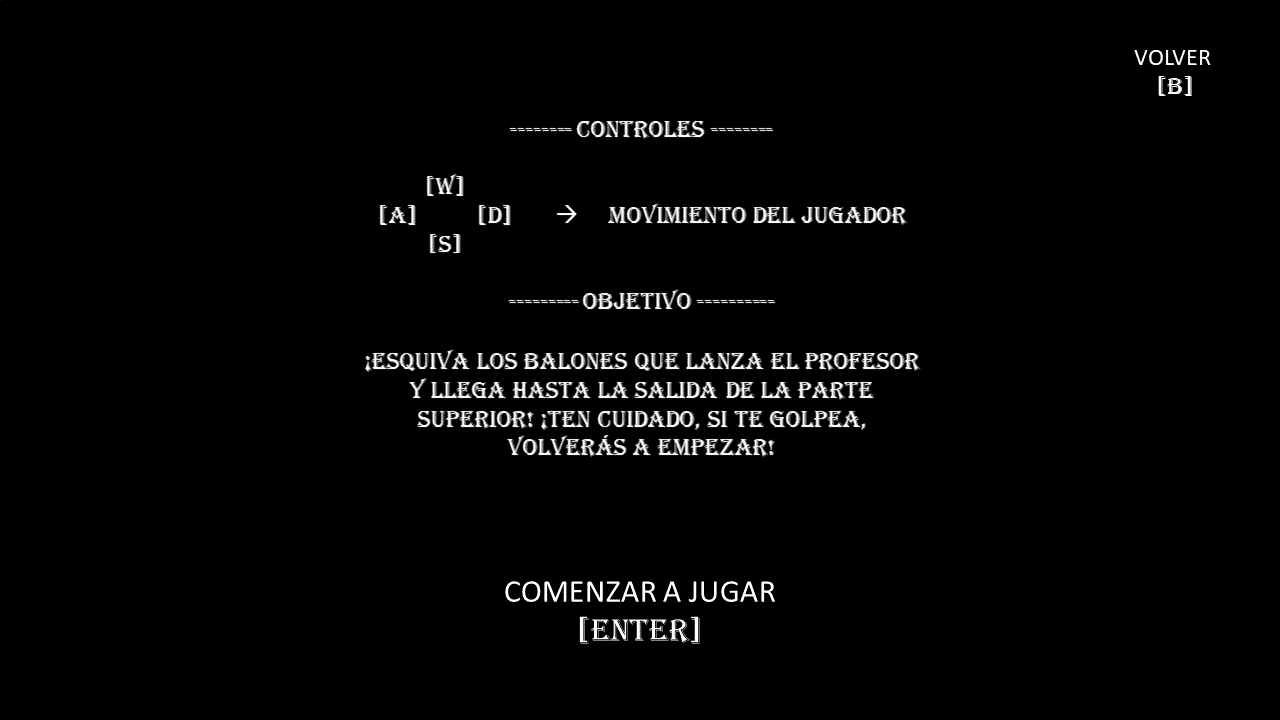 VOLVER
[B]
-------- CONTROLES --------
[W]
[A] [D] → MOVIMIENTO DEL JUGADOR
[S]
--------- OBJETIVO ----------
¡ESQUIVA LOS BALONES QUE LANZA EL PROFESOR
Y LLEGA HASTA LA SALIDA DE LA PARTE
SUPERIOR! ¡TEN CUIDADO, SI TE GOLPEA,
VOLVERÁS A EMPEZAR!
COMENZAR A JUGAR
[ENTER]